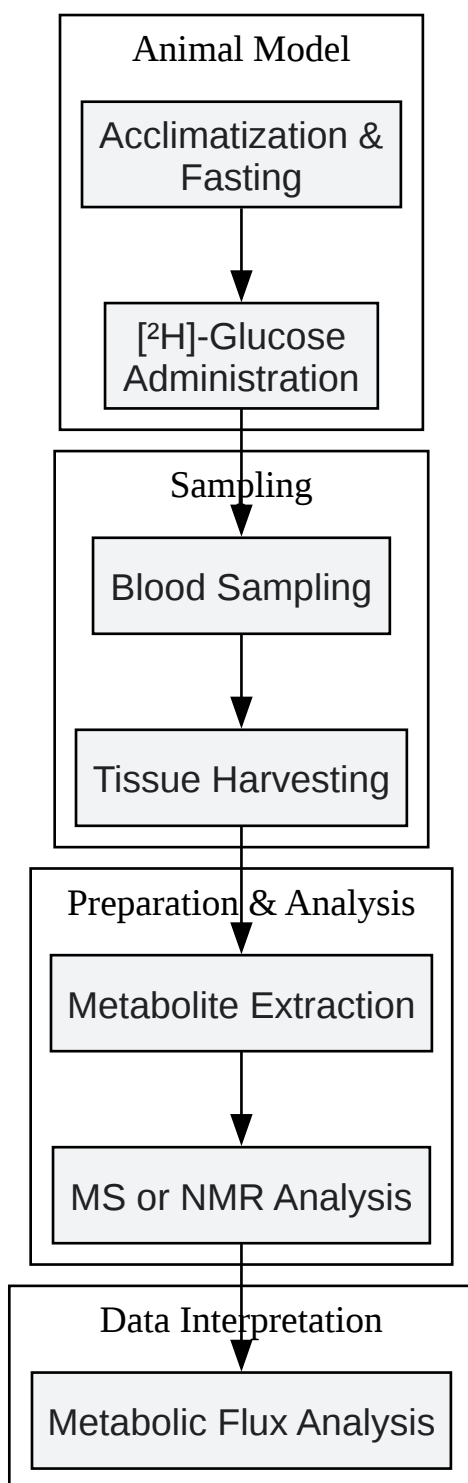 Animal Model
Acclimatization &
Fasting
[²H]-Glucose
Administration
Sampling
Blood Sampling
Tissue Harvesting
Preparation & Analysis
Metabolite Extraction
MS or NMR Analysis
Data Interpretation
Metabolic Flux Analysis